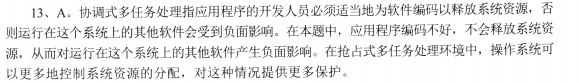 13、A。协调式多任务处理指应用程序的开发人员必须适当地为软件编码以释放系统资源，否
则运行在这个系统上的其他软件会受到负面影响。在本题中，应用程序编码不好，不会释放系统资
源，从而对运行在这个系统上的其他软件产生负面影响。在抢占式多任务处理环境中，操作系统可
以更多地控制系统资源的分配，对这种情况提供更多保护。